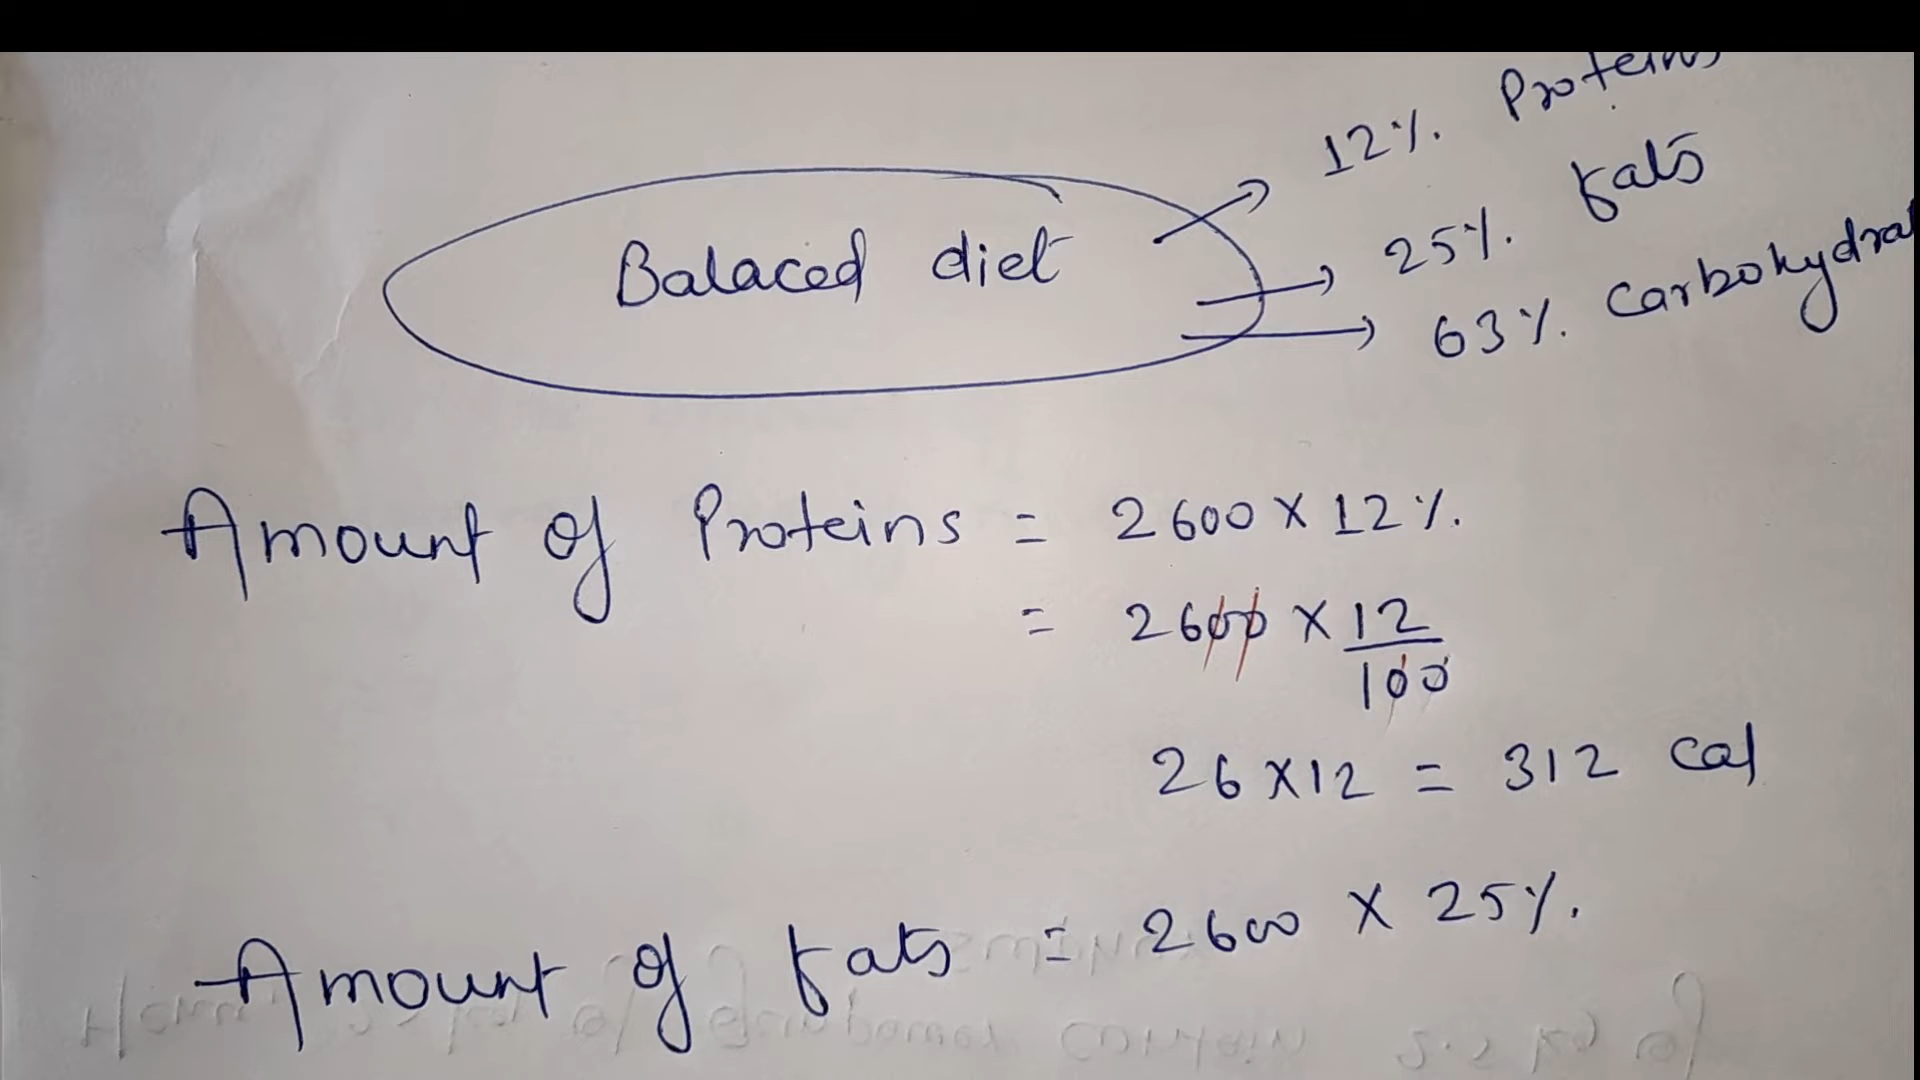 12%. Proteins
25%. fats
Balaced diet
63%. Carbohydra
Amount of Proteins = 2600 X 12%.
= 2600 X 12/100
26 X 12 = 312 cal
Amount of fats = 2600 X 25%.